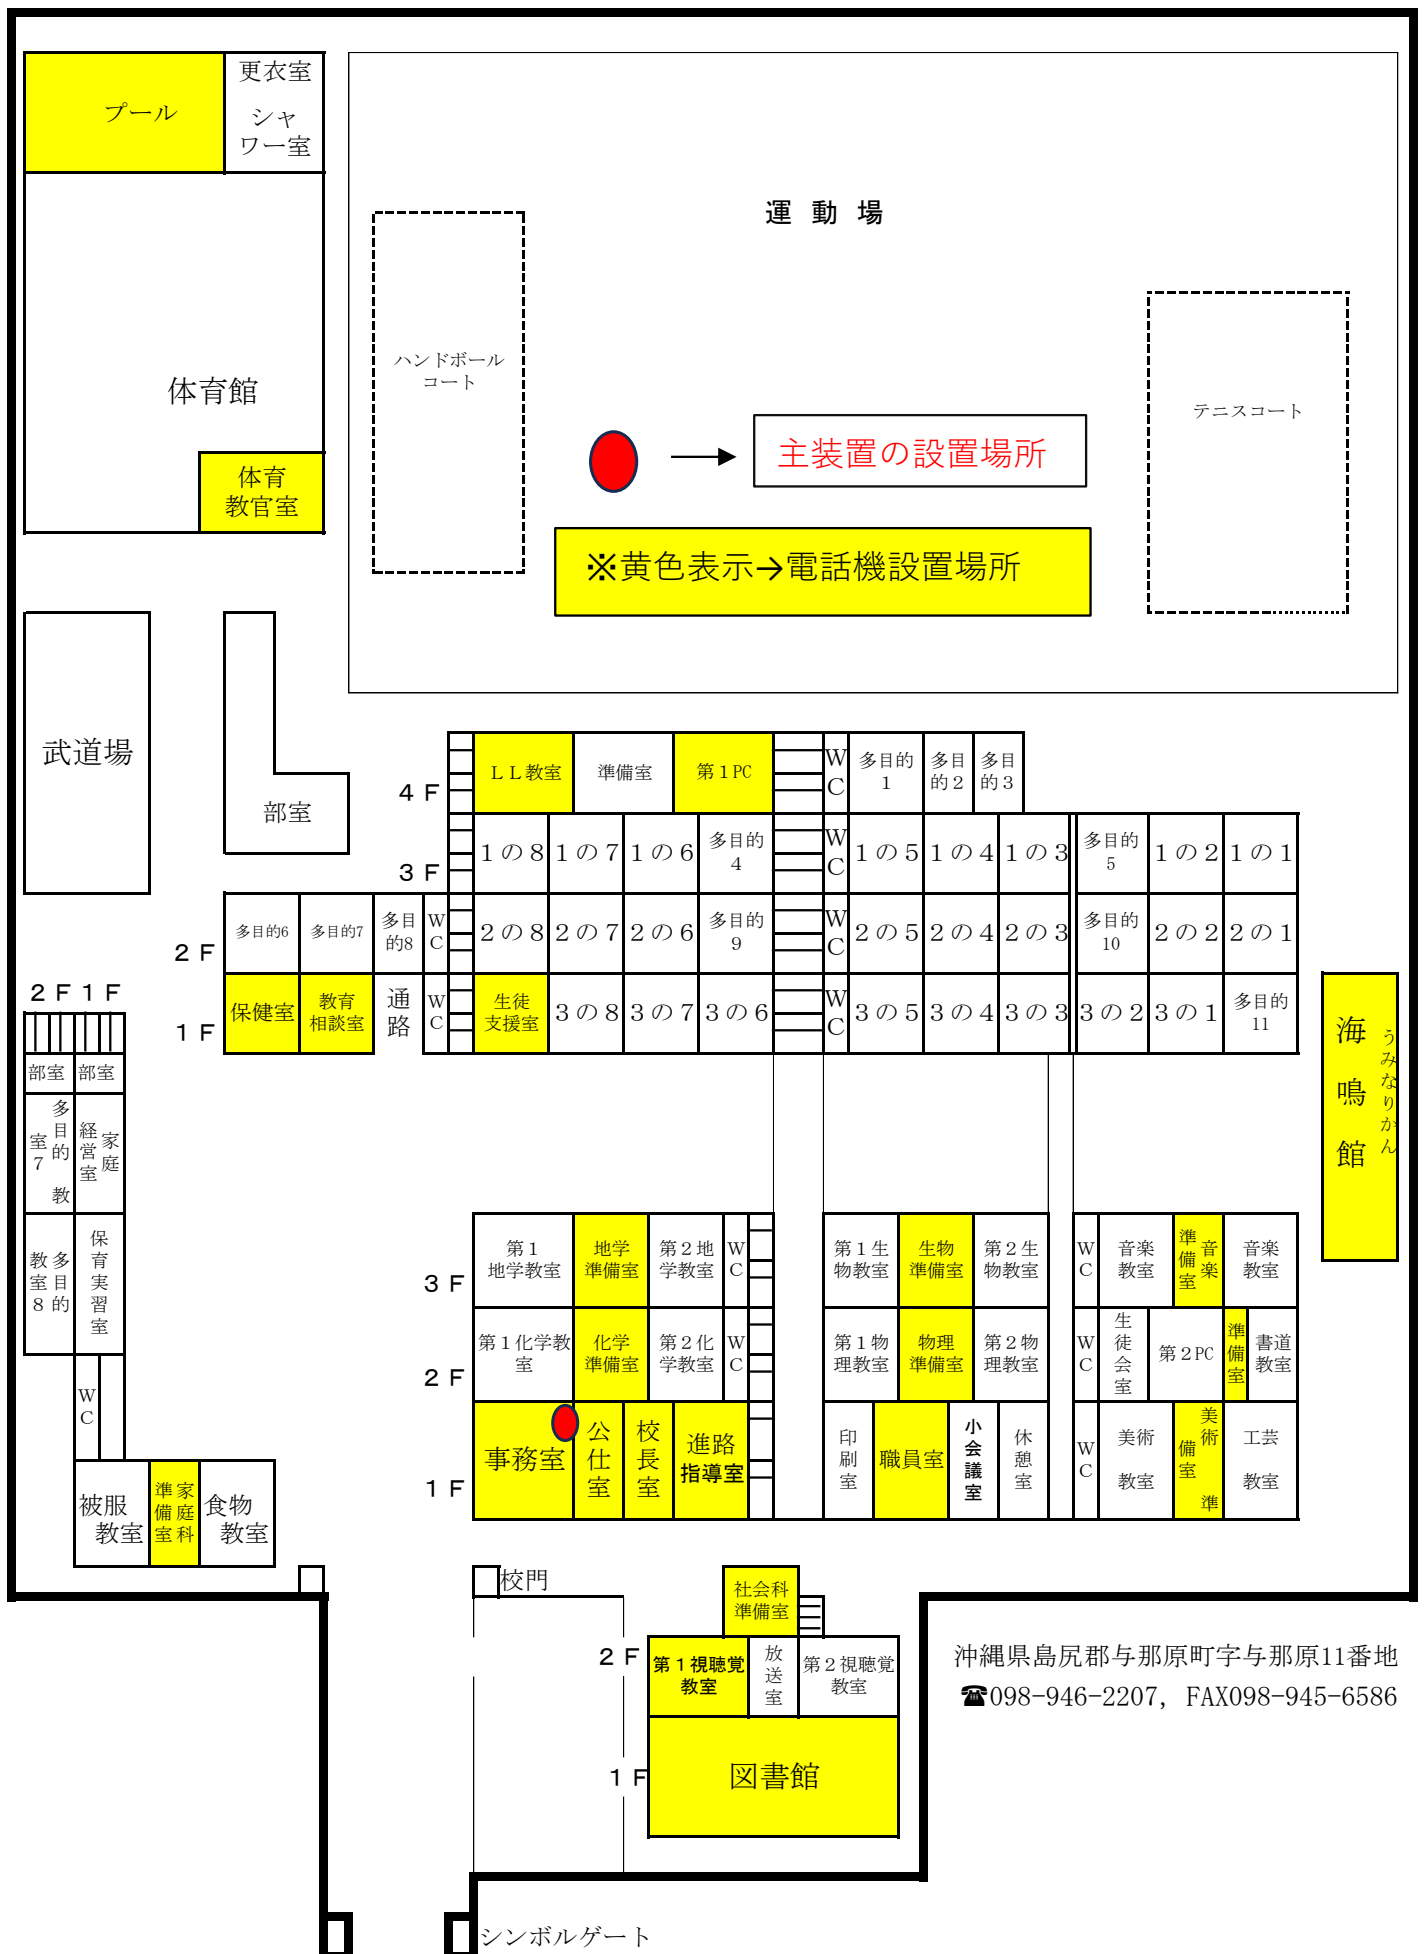 プール
更衣室
シャ
ワー室
運動場
ハンドボール
コート
テニスコート
体育館
体育
教官室
主装置の設置場所
※黄色表示→電話機設置場所
武道場
部室
4F
LL教室
準備室
第1PC
WC
多目的
1
多目
的2
多目
的3
3F
1の8
1の7
1の6
多目的
4
WC
1の5
1の4
1の3
多目的
5
1の2
1の1
2F
多目的6
多目的7
多目
的8
WC
2の8
2の7
2の6
多目的
9
WC
2の5
2の4
2の3
多目的
10
2の2
2の1
1F
保健室
教育
相談室
通路
WC
生徒
支援室
3の8
3の7
3の6
WC
3の5
3の4
3の3
3の2
3の1
多目的
11
海鳴館
うみなりかん
2F
1F
部室
部室
多目的 教
室7
家庭
経営室
多目的
教室8
保育実習室
WC
被服
教室
家庭科
準備室
食物
教室
3F
第1
地学教室
地学
準備室
第2地
学教室
WC
第1生
物教室
生物
準備室
第2生
物教室
WC
音楽
教室
音楽
準備室
音楽
教室
2F
第1化学教
室
化学
準備室
第2化
学教室
WC
第1物
理教室
物理
準備室
第2物
理教室
WC
生徒会室
第2PC
準備室
書道
教室
1F
事務室
公仕室
校長室
進路
指導室
印刷室
職員室
小会議室
休憩室
WC
美術
教室
美術 準
備室
工芸
教室
校門
社会科
準備室
2F
第1視聴覚
教室
放送室
第2視聴覚
教室
1F
図書館
沖縄県島尻郡与那原町字与那原11番地
☎098-946-2207, FAX098-945-6586
シンボルゲート